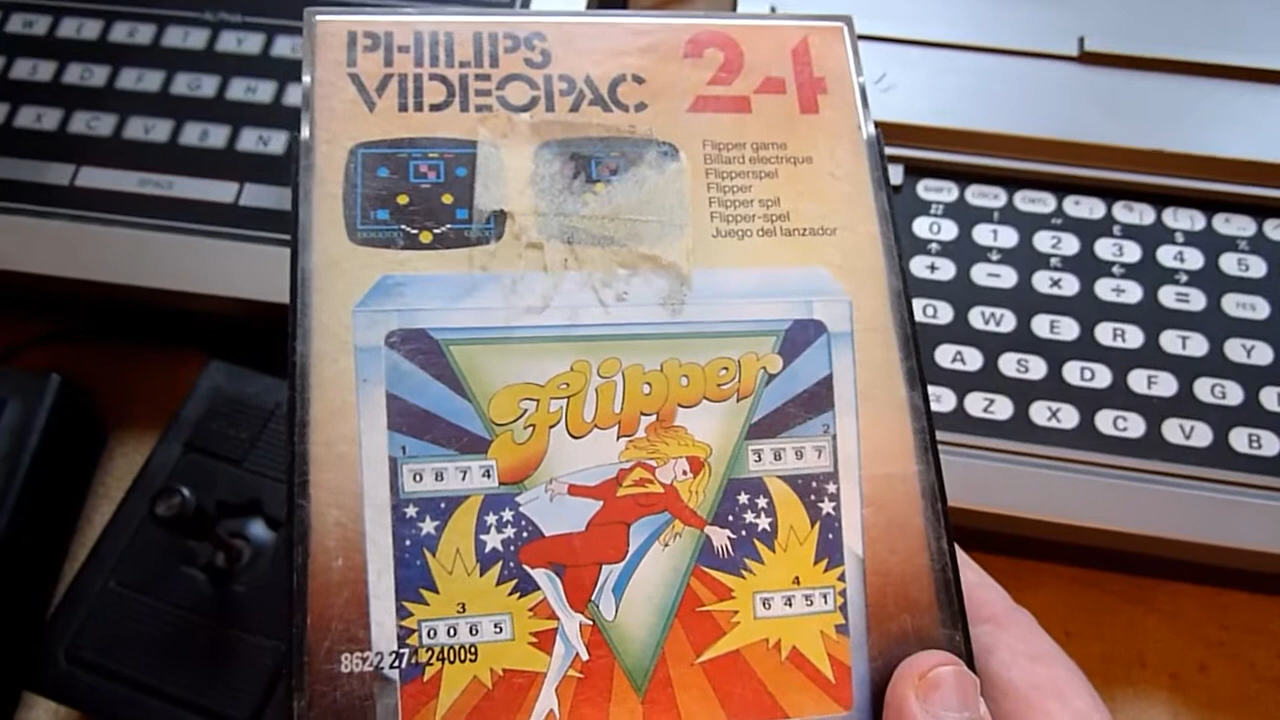 PHILIPS
VIDEOPAC
24
Flipper game
Billard electrique
Flipperspel
Flipper
Flipper spil
Flipper-spel
Juego del lanzador
Flipper
1
0874
2
3897
3
0065
4
6451
8622 274 24009
ALPHA
W E R T Y
S D F G H
X C V B N
SPACE
SHIFT LOCK CNTL
0 1 2 3 4 5
+ − × ÷ = YES
Q W E R T Y
A S D F G
Z X C V B